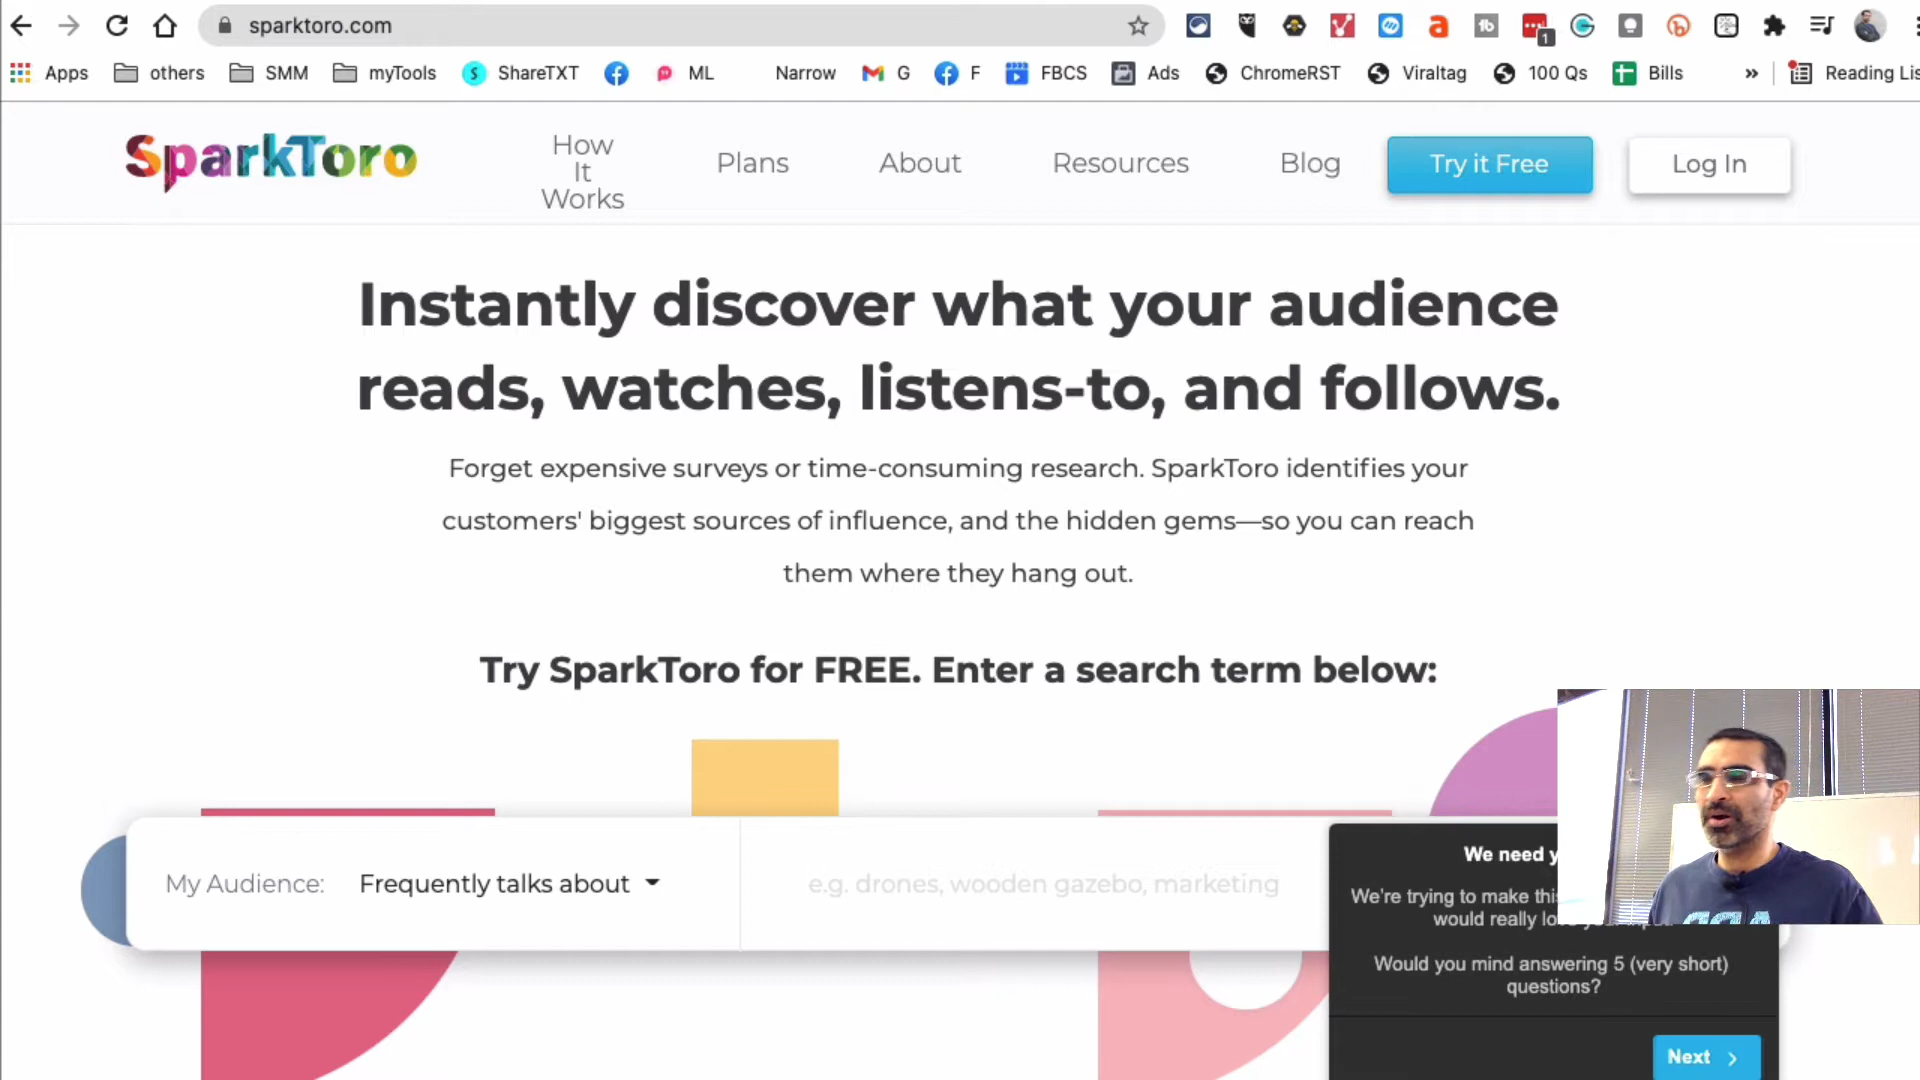 sparktoro.com
1
Apps others SMM myTools ShareTXT ML Narrow G F FBCS Ads ChromeRST Viraltag 100 Qs Bills » Reading Lis
SparkToro
How It Works
Plans
About
Resources
Blog
Try it Free
Log In
Instantly discover what your audience
reads, watches, listens-to, and follows.
Forget expensive surveys or time-consuming research. SparkToro identifies your
customers' biggest sources of influence, and the hidden gems—so you can reach
them where they hang out.
Try SparkToro for FREE. Enter a search term below:
My Audience: Frequently talks about
e.g. drones, wooden gazebo, marketing
We need y
We're trying to make this
would really lo
Would you mind answering 5 (very short)
questions?
Next